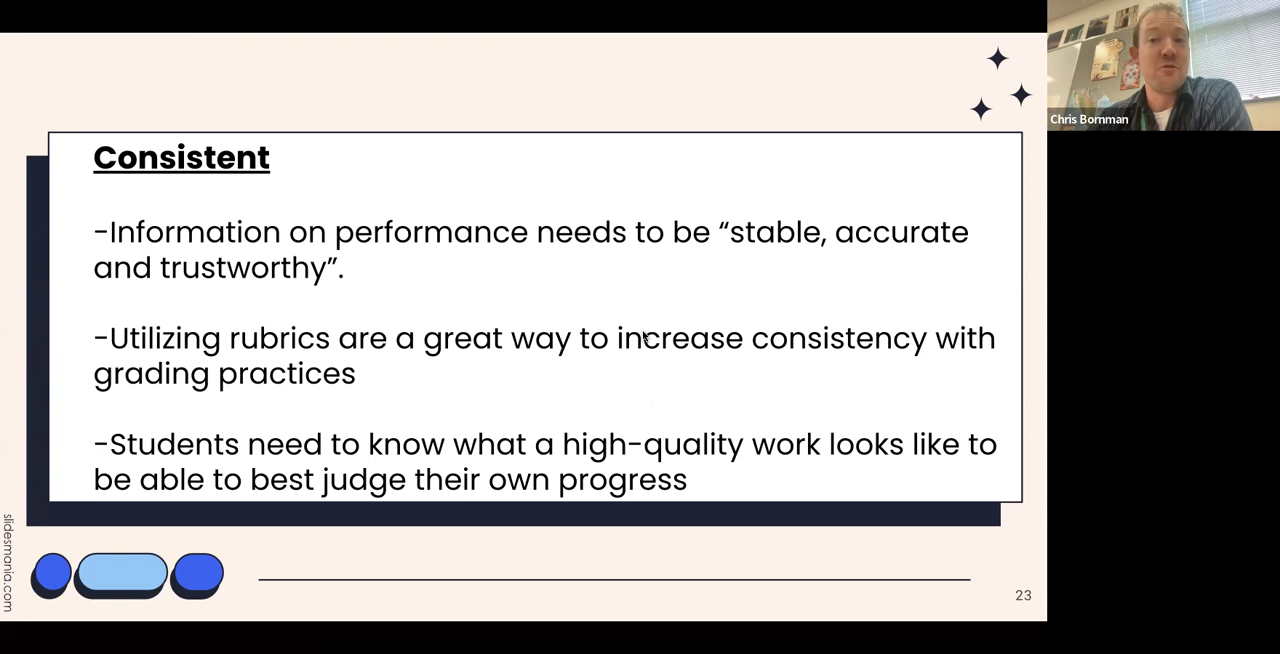 Consistent
-Information on performance needs to be “stable, accurate
and trustworthy”.
-Utilizing rubrics are a great way to increase consistency with
grading practices
-Students need to know what a high-quality work looks like to
be able to best judge their own progress
slidesmania.com
23
Chris Bornman